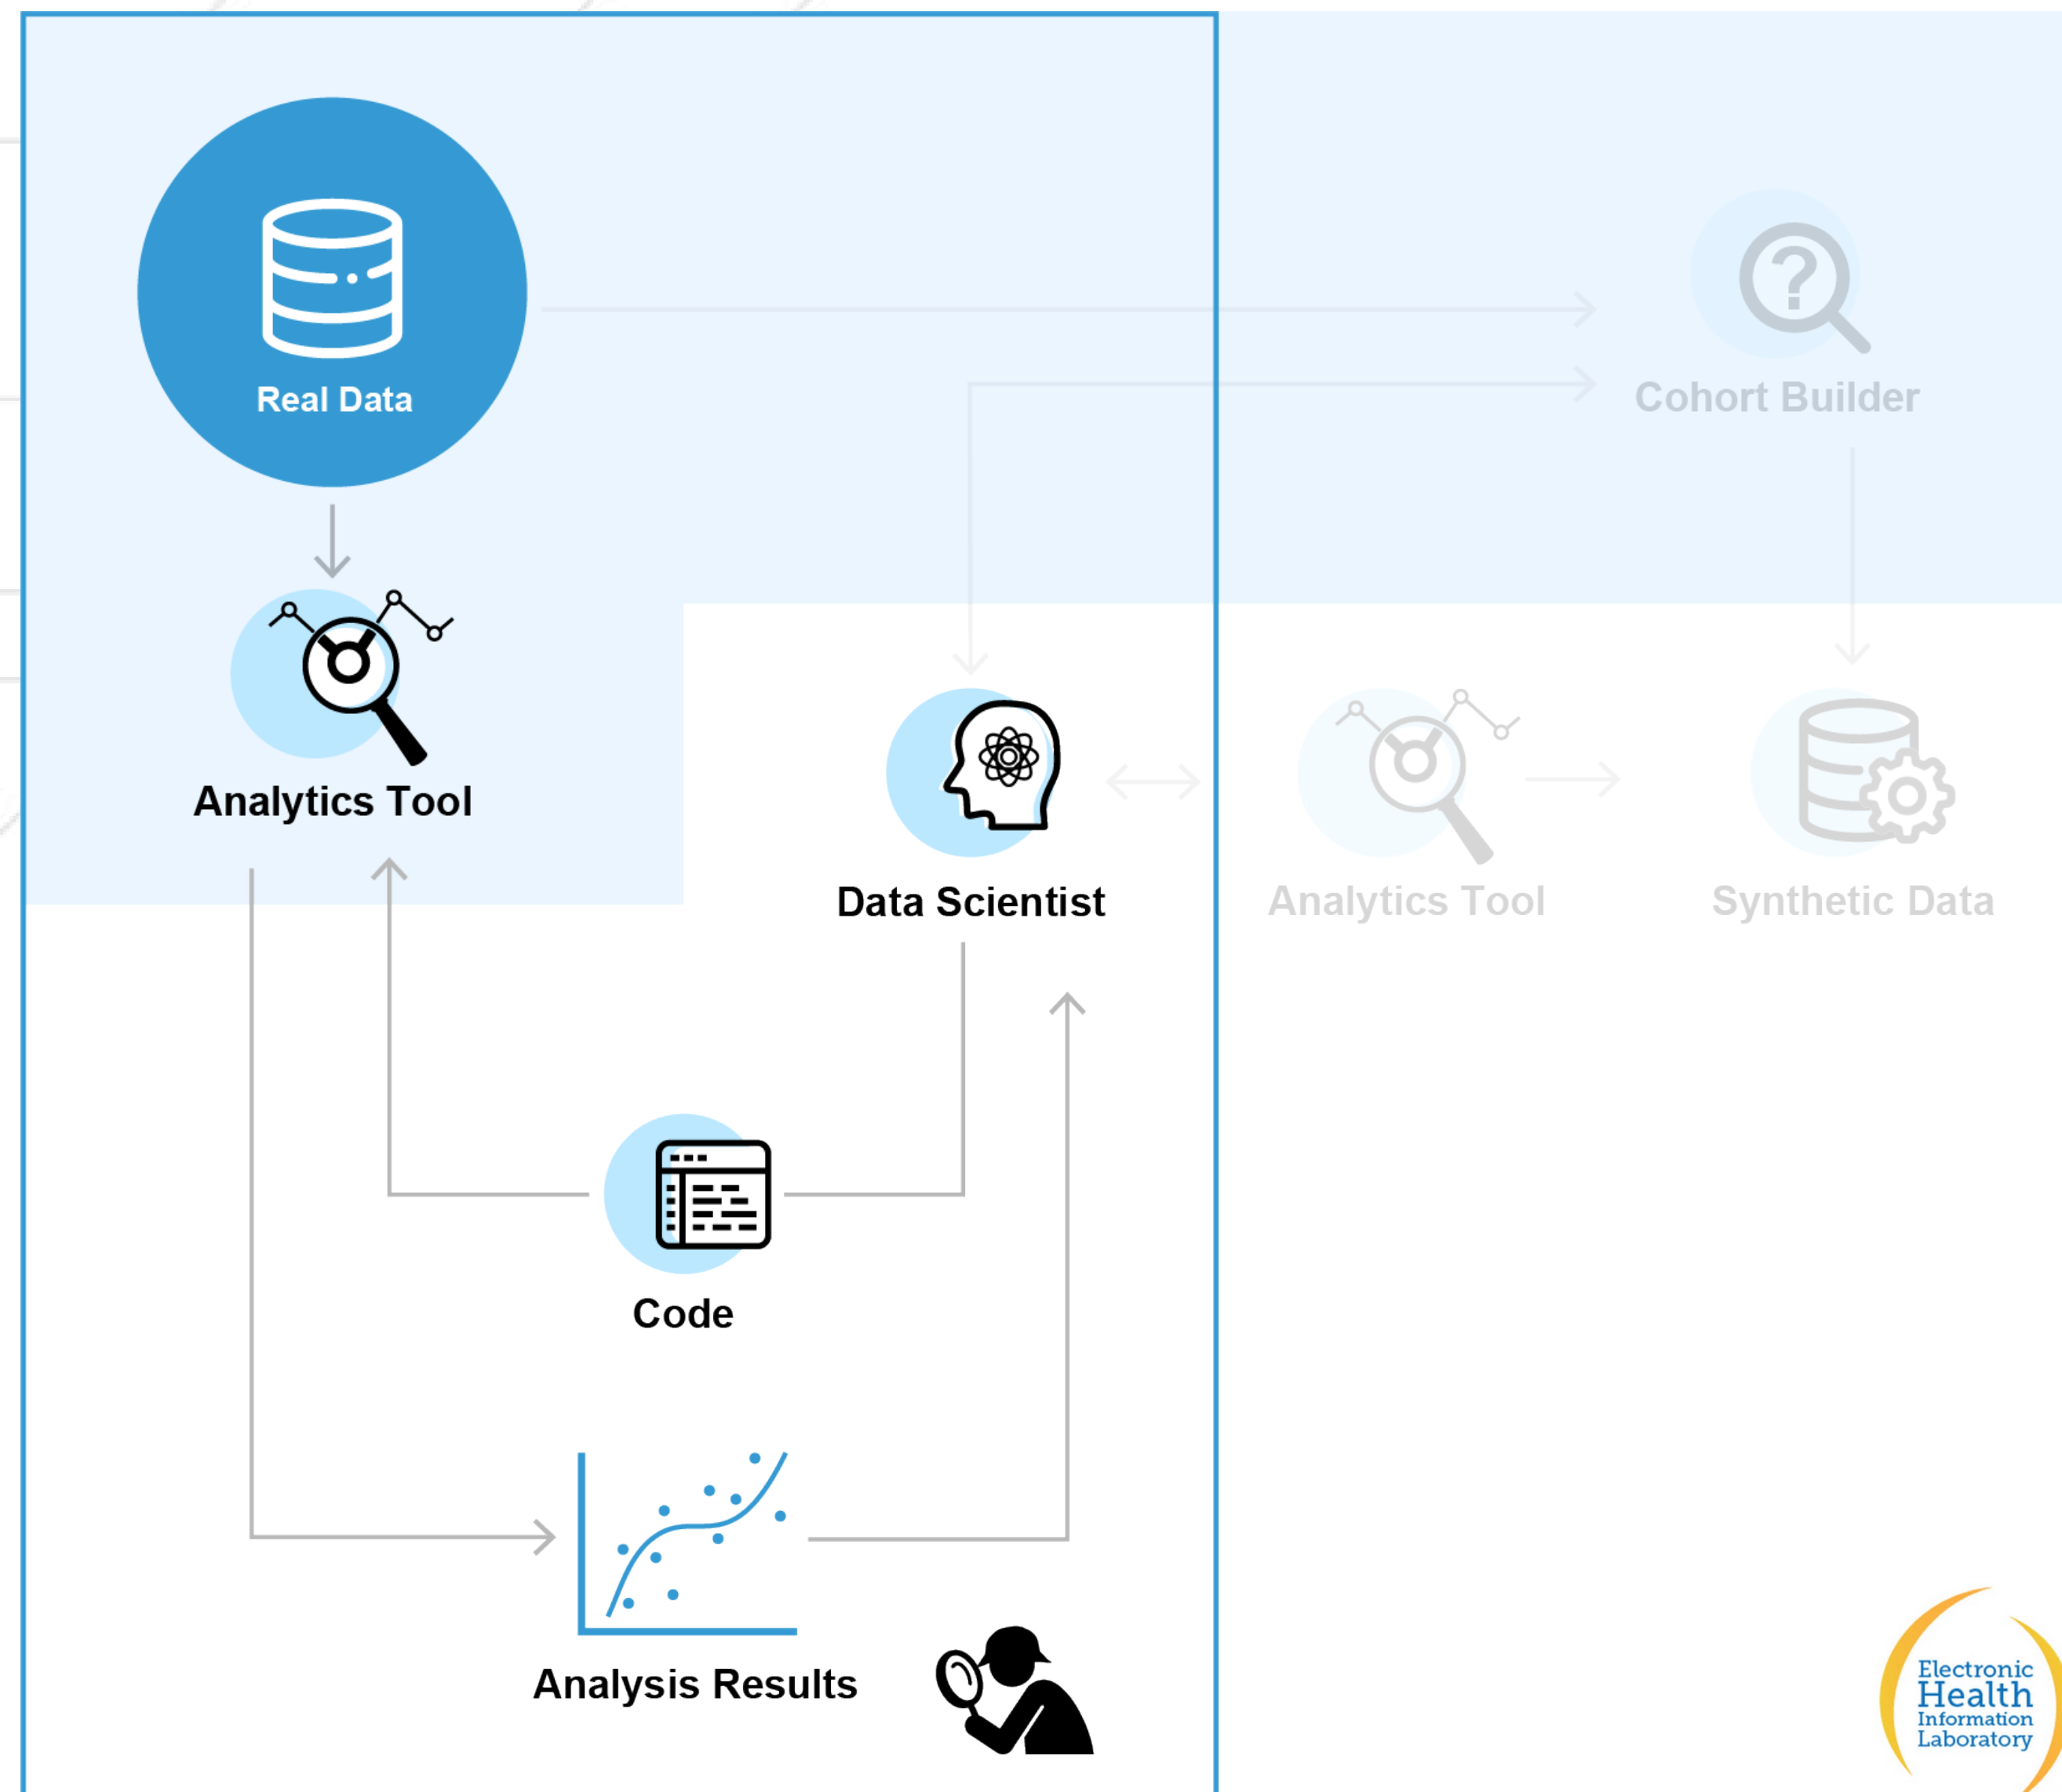 Real Data
Cohort Builder
Analytics Tool
Data Scientist
Analytics Tool
Synthetic Data
Code
Analysis Results
Electronic
Health
Information
Laboratory